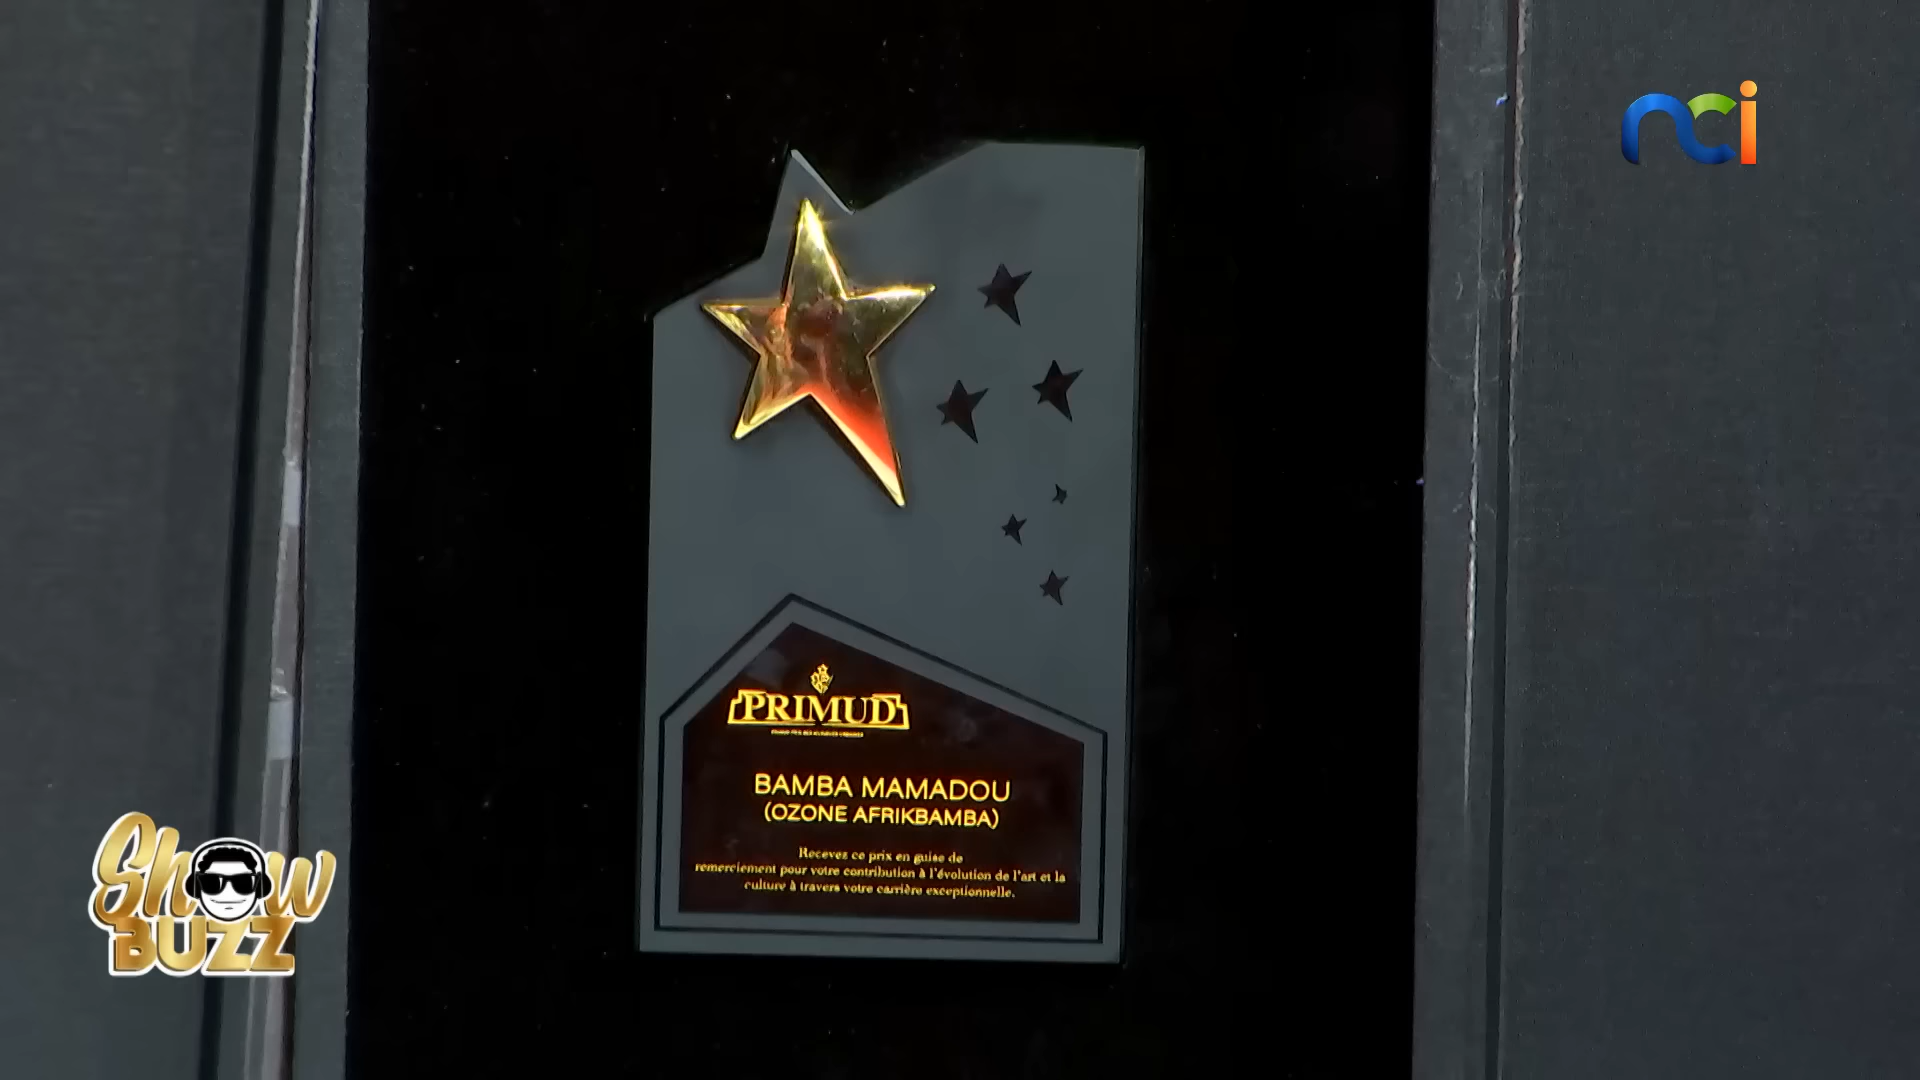 nci
PRIMUD
BAMBA MAMADOU
(OZONE AFRIKBAMBA)
Recevez ce prix en guise de
remerciement pour votre contribution à l'évolution de l'art et la
culture à travers votre carrière exceptionnelle.
Show
BUZZ